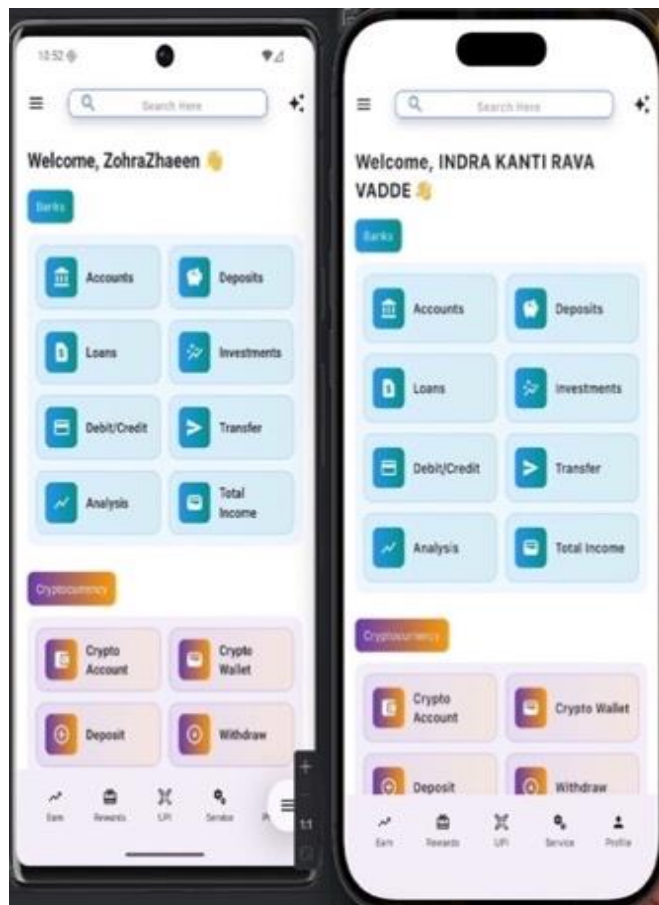 10:52
Search Here
Welcome, ZohraZhaeen 👋
Banks
Accounts
Deposits
Loans
Investments
Debit/Credit
Transfer
Analysis
Total
Income
Cryptocurrency
Crypto
Account
Crypto
Wallet
Deposit
Withdraw
Earn
Rewards
UPI
Service
1:1
Search Here
Welcome, INDRA KANTI RAVA
VADDE 👋
Banks
Accounts
Deposits
Loans
Investments
Debit/Credit
Transfer
Analysis
Total Income
Cryptocurrency
Crypto
Account
Crypto Wallet
Deposit
Withdraw
Earn
Rewards
UPI
Service
Profile